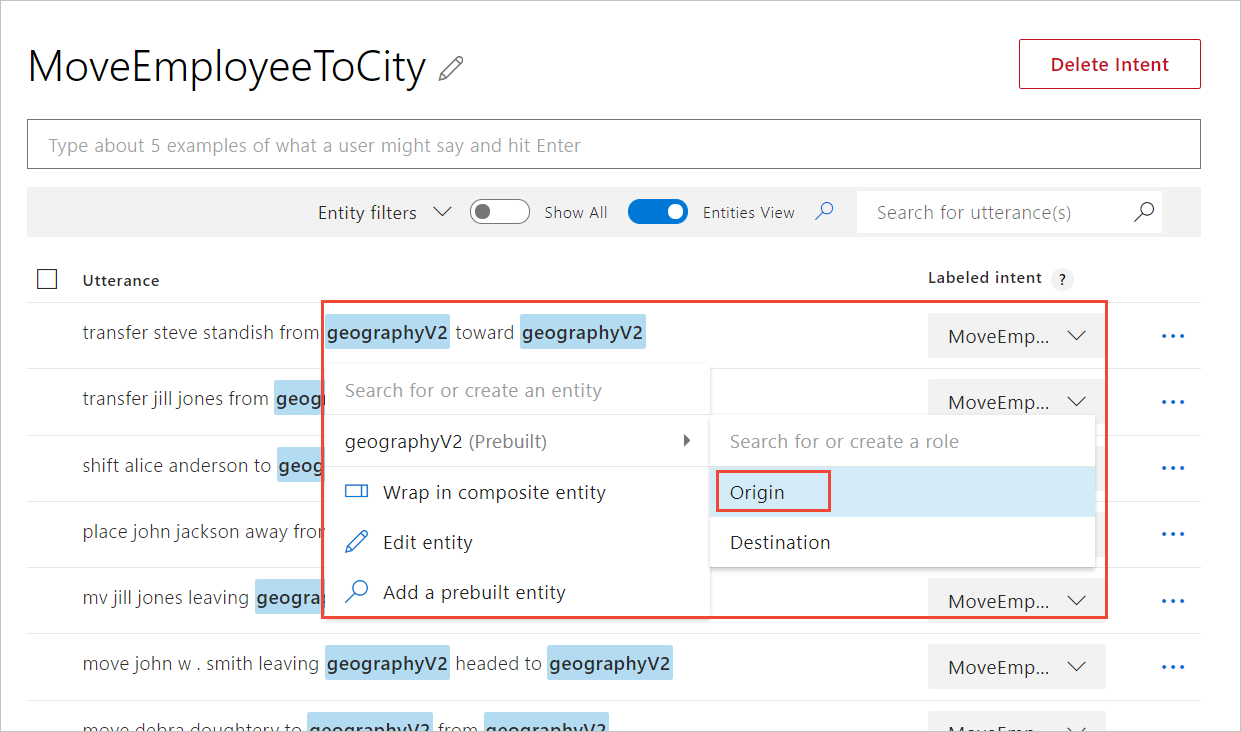 MoveEmployeeToCity
Delete Intent
Type about 5 examples of what a user might say and hit Enter
Entity filters Show All Entities View Search for utterance(s)
Utterance Labeled intent ?
transfer steve standish from geographyV2 toward geographyV2 MoveEmp... ...
Search for or create an entity
transfer jill jones from geog MoveEmp... ...
geographyV2 (Prebuilt) Search for or create a role
shift alice anderson to geog ...
Wrap in composite entity Origin
place john jackson away from ...
Edit entity Destination
Add a prebuilt entity
mv jill jones leaving geogra MoveEmp... ...
move john w . smith leaving geographyV2 headed to geographyV2 MoveEmp... ...
move debra doughtery to geographyV2 from geographyV2 MoveEmp...